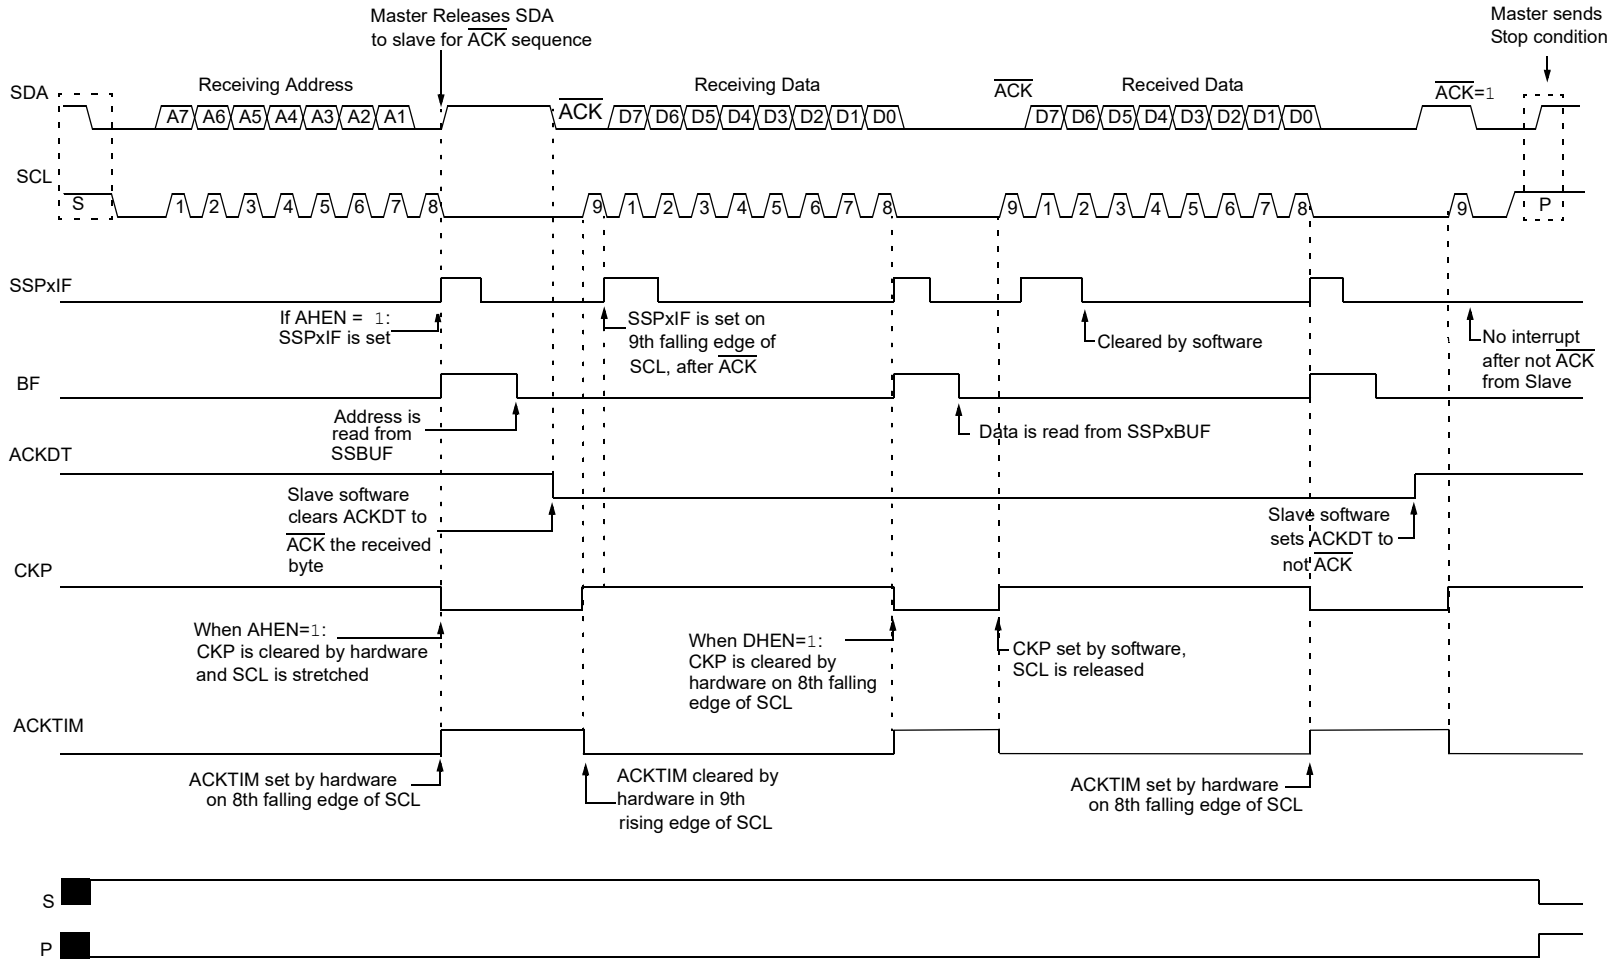 Master Releases SDA
to slave for ACK sequence
Master sends
Stop condition
SDA
Receiving Address
Receiving Data
ACK
Received Data
ACK=1
A7 A6 A5 A4 A3 A2 A1
ACK
D7 D6 D5 D4 D3 D2 D1 D0
D7 D6 D5 D4 D3 D2 D1 D0
SCL
S
1 2 3 4 5 6 7 8
9 1 2 3 4 5 6 7 8
9 1 2 3 4 5 6 7 8
9
P
SSPxIF
If AHEN = 1:
SSPxIF is set
SSPxIF is set on
9th falling edge of
SCL, after ACK
Cleared by software
No interrupt
after not ACK
from Slave
BF
Address is
read from
SSBUF
Data is read from SSPxBUF
ACKDT
Slave software
clears ACKDT to
ACK the received
byte
Slave software
sets ACKDT to
not ACK
CKP
When AHEN=1:
CKP is cleared by hardware
and SCL is stretched
When DHEN=1:
CKP is cleared by
hardware on 8th falling
edge of SCL
CKP set by software,
SCL is released
ACKTIM
ACKTIM set by hardware
on 8th falling edge of SCL
ACKTIM cleared by
hardware in 9th
rising edge of SCL
ACKTIM set by hardware
on 8th falling edge of SCL
S
P